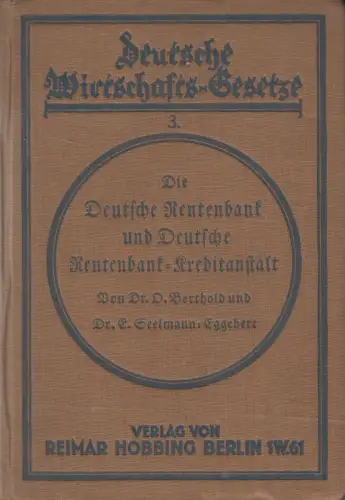 Deutsche
Wirtschafts-Gesetze
3.
Die
Deutsche Rentenbank
und Deutsche
Rentenbank-Kreditanstalt
Von Dr. O. Berthold und
Dr. E. Seelmann-Eggebert
VERLAG VON
REIMAR HOBBING BERLIN SW.61